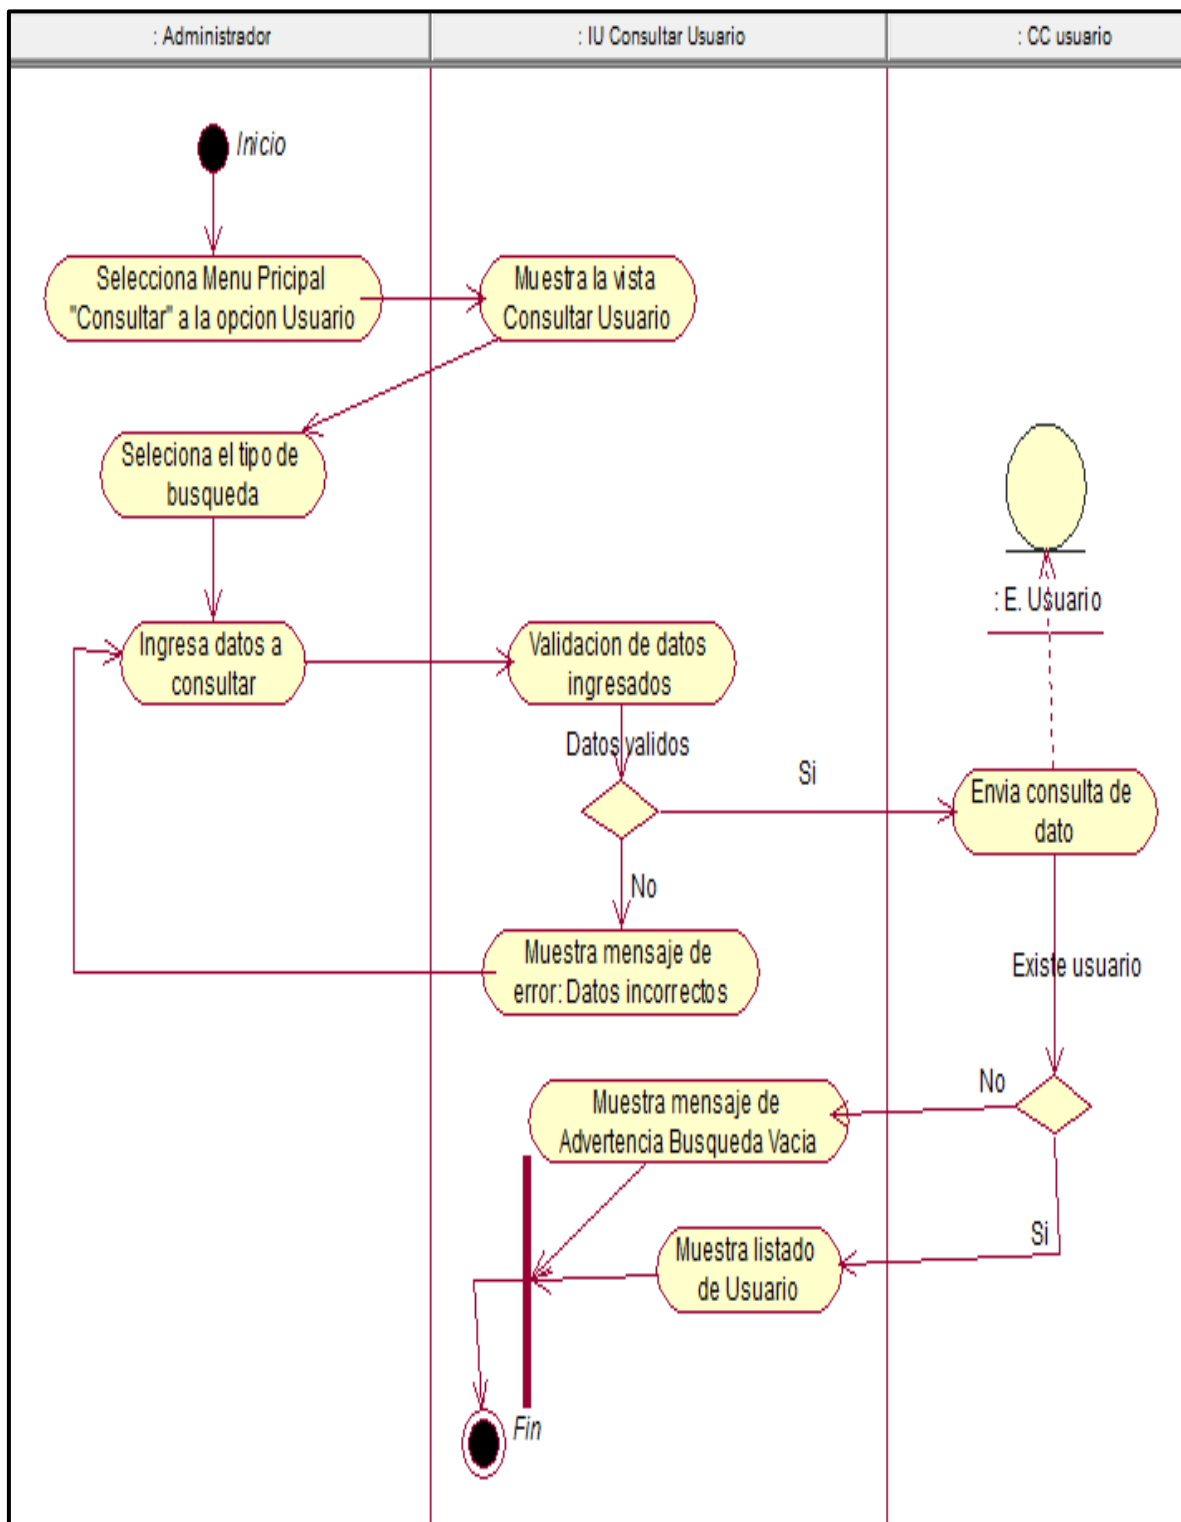 : Administrador
: IU Consultar Usuario
: CC usuario
Inicio
Selecciona Menu Pricipal
"Consultar" a la opcion Usuario
Muestra la vista
Consultar Usuario
Seleciona el tipo de
busqueda
: E. Usuario
Ingresa datos a
consultar
Validacion de datos
ingresados
Datos validos
Si
Envia consulta de
dato
No
Muestra mensaje de
error: Datos incorrectos
Existe usuario
No
Muestra mensaje de
Advertencia Busqueda Vacia
Si
Muestra listado
de Usuario
Fin